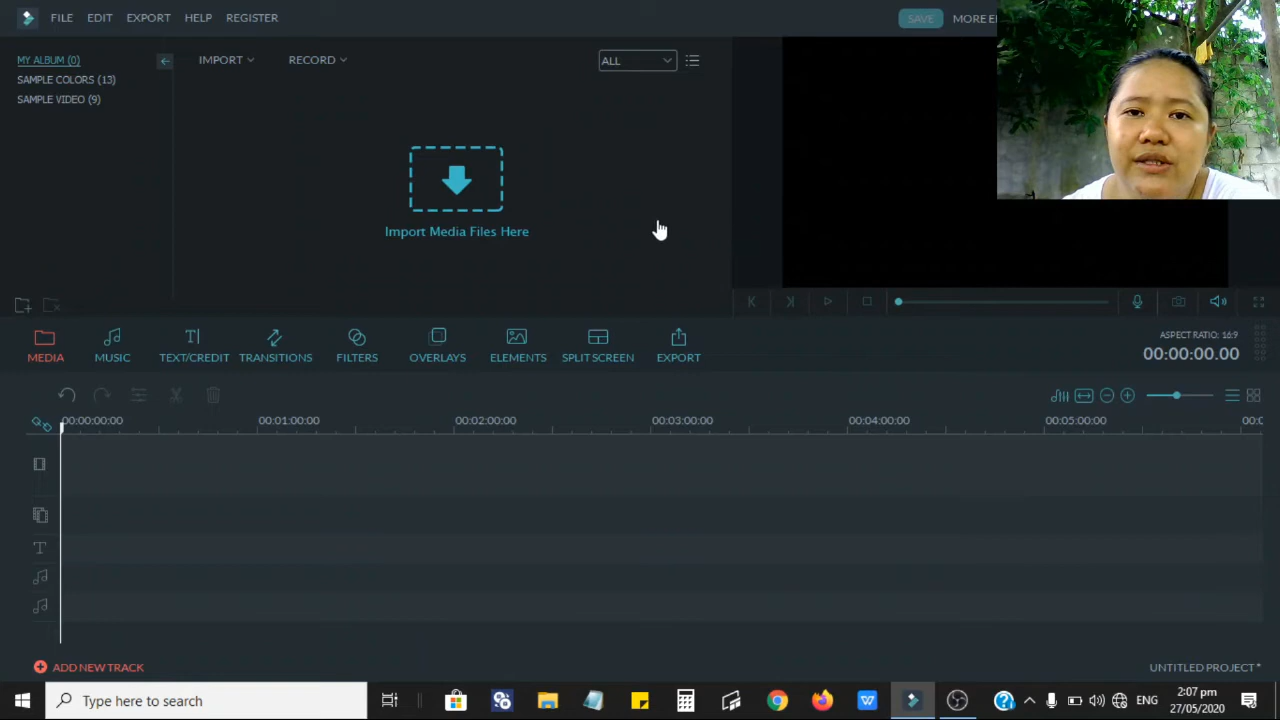 FILE EDIT EXPORT HELP REGISTER SAVE MORE E
MY ALBUM (0) IMPORT RECORD ALL
SAMPLE COLORS (13)
SAMPLE VIDEO (9)
Import Media Files Here
MEDIA MUSIC TEXT/CREDIT TRANSITIONS FILTERS OVERLAYS ELEMENTS SPLIT SCREEN EXPORT
ASPECT RATIO: 16:9
00:00:00.00
00:00:00:00 00:01:00:00 00:02:00:00 00:03:00:00 00:04:00:00 00:05:00:00 00:0
T
ADD NEW TRACK UNTITLED PROJECT *
Type here to search ENG 2:07 pm
27/05/2020